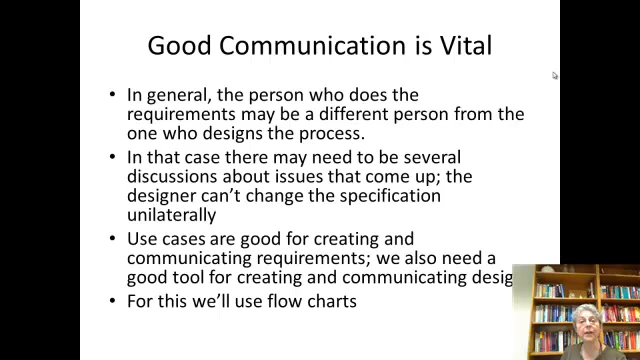 Good Communication is Vital
• In general, the person who does the
requirements may be a different person from the
one who designs the process.
• In that case there may need to be several
discussions about issues that come up; the
designer can't change the specification
unilaterally
• Use cases are good for creating and
communicating requirements; we also need a
good tool for creating and communicating desig
• For this we'll use flow charts